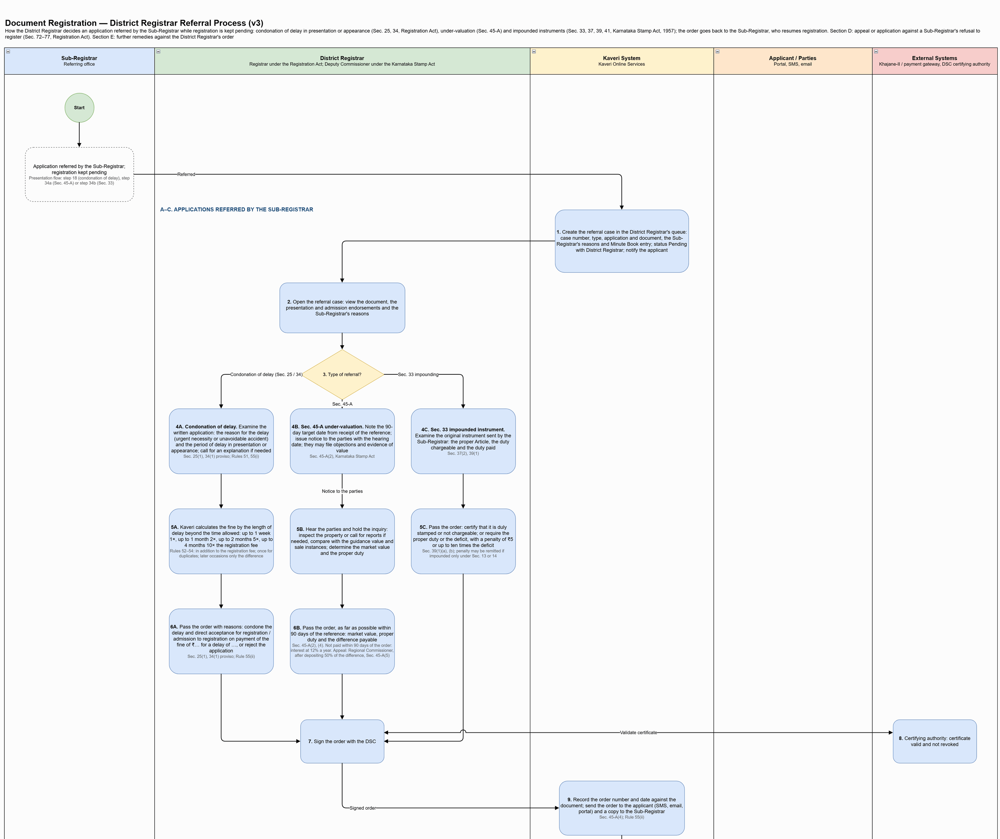 Document Registration — District Registrar Referral Process (v3)
How the District Registrar decides an application referred by the Sub-Registrar while registration is kept pending: condonation of delay in presentation or appearance (Sec. 25, 34, Registration Act), under-valuation (Sec. 45-A) and impounded instruments (Sec. 33, 37, 39, 41, Karnataka Stamp Act, 1957); the order goes back to the Sub-Registrar, who resumes registration. Section D: appeal or application against a Sub-Registrar's refusal to
register (Sec. 72–77, Registration Act). Section E: further remedies against the District Registrar's order
Sub-Registrar
Referring office
District Registrar
Registrar under the Registration Act; Deputy Commissioner under the Karnataka Stamp Act
Kaveri System
Kaveri Online Services
Applicant / Parties
Portal, SMS, email
External Systems
Khajane-II / payment gateway, DSC certifying authority
Start
Application referred by the Sub-Registrar;
registration kept pending
Presentation flow: step 18 (condonation of delay), step
34a (Sec. 45-A) or step 34b (Sec. 33)
Referred
A–C. APPLICATIONS REFERRED BY THE SUB-REGISTRAR
1. Create the referral case in the District Registrar's queue:
case number, type, application and document, the Sub-
Registrar's reasons and Minute Book entry; status Pending
with District Registrar; notify the applicant
2. Open the referral case: view the document, the
presentation and admission endorsements and the
Sub-Registrar's reasons
Condonation of delay (Sec. 25 / 34)
3. Type of referral?
Sec. 33 impounding
Sec. 45-A
4A. Condonation of delay. Examine the
written application: the reason for the delay
(urgent necessity or unavoidable accident)
and the period of delay in presentation or
appearance; call for an explanation if needed
Sec. 25(1), 34(1) proviso; Rules 51, 55(i)
4B. Sec. 45-A under-valuation. Note the 90-
day target date from receipt of the reference;
issue notice to the parties with the hearing
date; they may file objections and evidence of
value
Sec. 45-A(2), Karnataka Stamp Act
4C. Sec. 33 impounded instrument.
Examine the original instrument sent by the
Sub-Registrar: the proper Article, the duty
chargeable and the duty paid
Sec. 37(2), 39(1)
Notice to the parties
5A. Kaveri calculates the fine by the length of
delay beyond the time allowed: up to 1 week
1×, up to 1 month 2×, up to 2 months 5×, up to
4 months 10× the registration fee
Rules 52–54: in addition to the registration fee; once for
duplicates; later occasions only the difference
5B. Hear the parties and hold the inquiry:
inspect the property or call for reports if
needed, compare with the guidance value and
sale instances; determine the market value
and the proper duty
5C. Pass the order: certify that it is duly
stamped or not chargeable; or require the
proper duty or the deficit, with a penalty of ₹5
or up to ten times the deficit
Sec. 39(1)(a), (b); penalty may be remitted if
impounded only under Sec. 13 or 14
6A. Pass the order with reasons: condone the
delay and direct acceptance for registration /
admission to registration on payment of the
fine of ₹… for a delay of …, or reject the
application
Sec. 25(1), 34(1) proviso; Rule 55(ii)
6B. Pass the order, as far as possible within
90 days of the reference: market value, proper
duty and the difference payable
Sec. 45-A(2), (4). Not paid within 90 days of the order:
interest at 12% a year. Appeal: Regional Commissioner,
after depositing 50% of the difference, Sec. 45-A(5)
7. Sign the order with the DSC
Validate certificate
8. Certifying authority: certificate
valid and not revoked
Signed order
9. Record the order number and date against the
document; send the order to the applicant (SMS, email,
portal) and a copy to the Sub-Registrar
Sec. 45-A(4); Rule 55(ii)